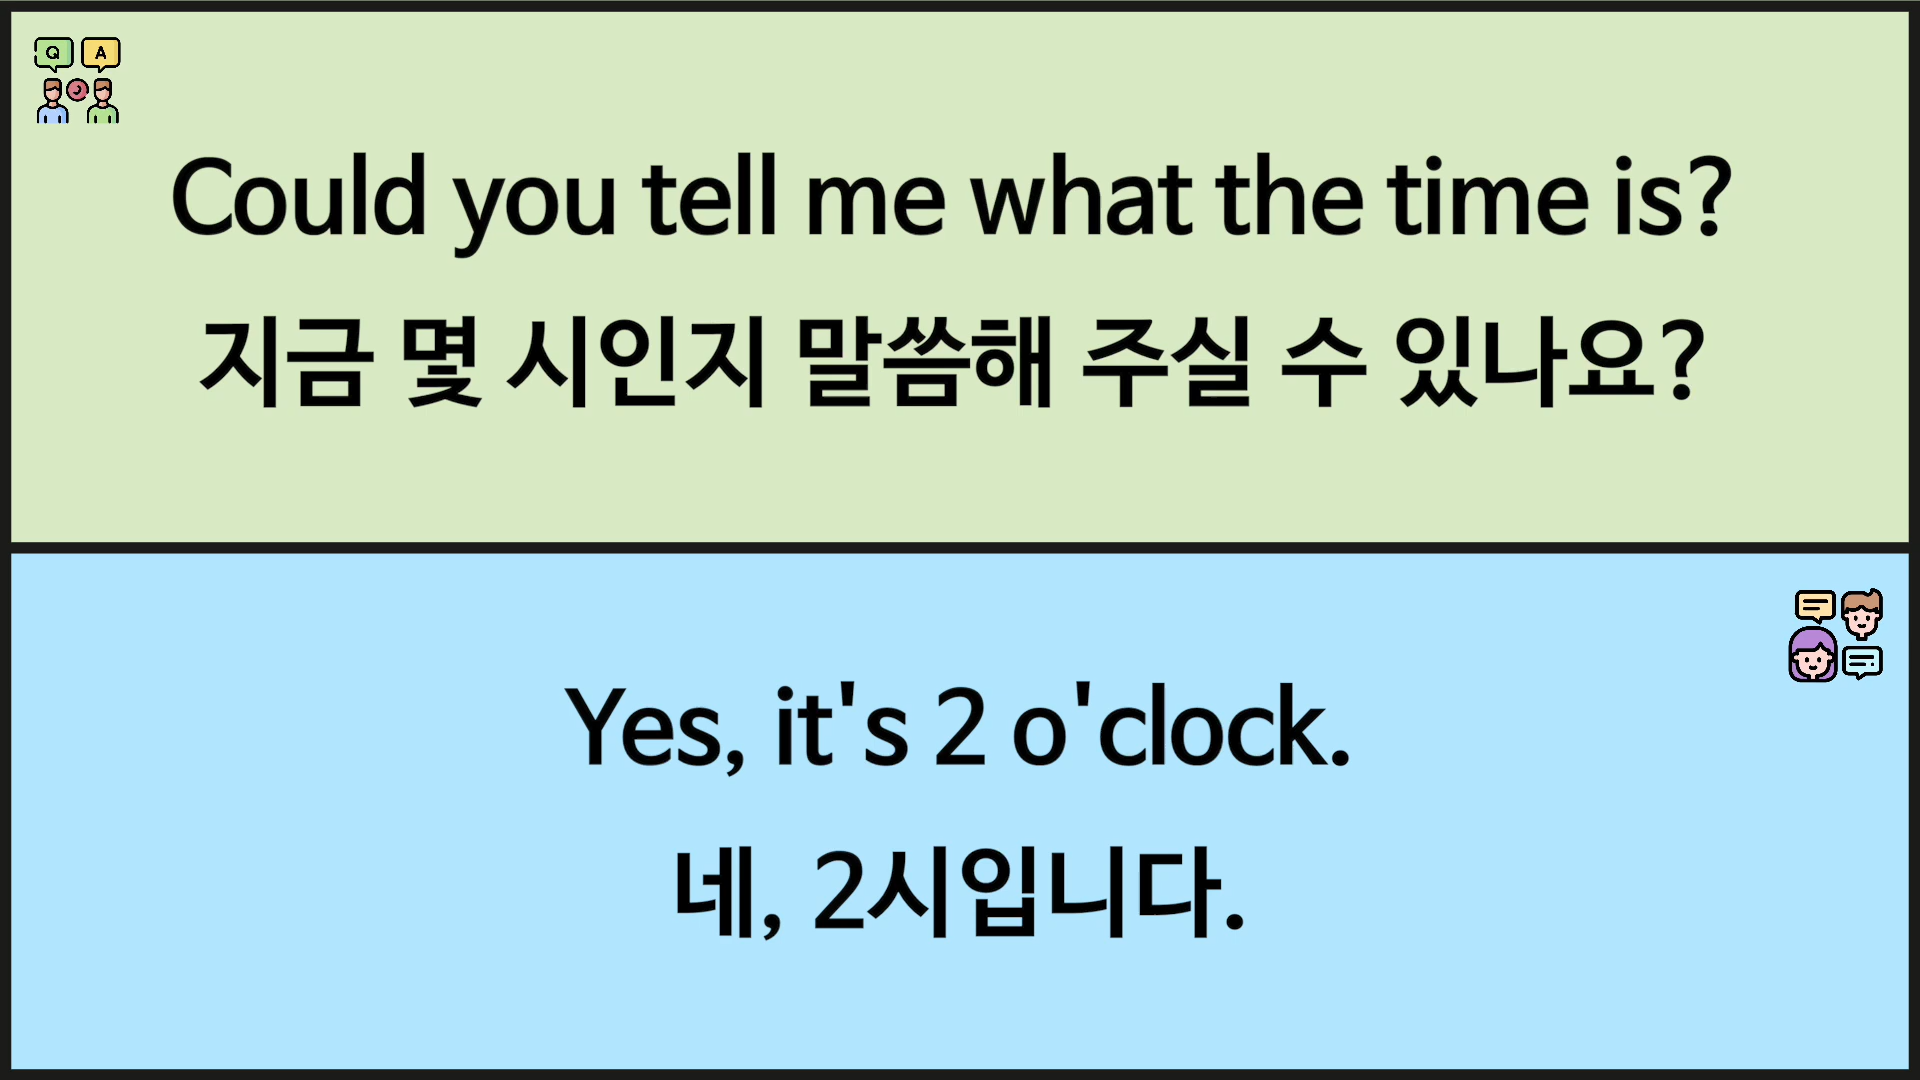 Q A
Could you tell me what the time is?
지금 몇 시인지 말씀해 주실 수 있나요?
Yes, it's 2 o'clock.
네, 2시입니다.